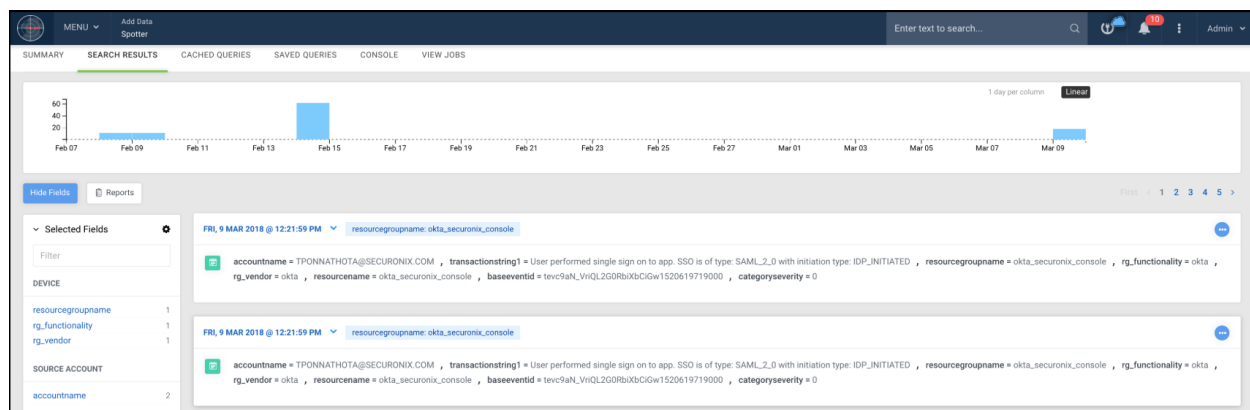 MENU
Add Data
Spotter
Enter text to search...
10
Admin
SUMMARY SEARCH RESULTS CACHED QUERIES SAVED QUERIES CONSOLE VIEW JOBS
1 day per column Linear
60
40
20
Feb 07 Feb 09 Feb 11 Feb 13 Feb 15 Feb 17 Feb 19 Feb 21 Feb 23 Feb 25 Feb 27 Mar 01 Mar 03 Mar 05 Mar 07 Mar 09
Hide Fields Reports
First < 1 2 3 4 5 >
Selected Fields
Filter
DEVICE
resourcegroupname 1
rg_functionality 1
rg_vendor 1
SOURCE ACCOUNT
accountname 2
FRI, 9 MAR 2018 @ 12:21:59 PM resourcegroupname: okta_securonix_console
accountname = TPONNATHOTA@SECURONIX.COM , transactionstring1 = User performed single sign on to app. SSO is of type: SAML_2_0 with initiation type: IDP_INITIATED , resourcegroupname = okta_securonix_console , rg_functionality = okta ,
rg_vendor = okta , resourcename = okta_securonix_console , baseeventid = tevc9aN_VriQL2G0RbiXbCiGw1520619719000 , categoryseverity = 0
FRI, 9 MAR 2018 @ 12:21:59 PM resourcegroupname: okta_securonix_console
accountname = TPONNATHOTA@SECURONIX.COM , transactionstring1 = User performed single sign on to app. SSO is of type: SAML_2_0 with initiation type: IDP_INITIATED , resourcegroupname = okta_securonix_console , rg_functionality = okta ,
rg_vendor = okta , resourcename = okta_securonix_console , baseeventid = tevc9aN_VriQL2G0RbiXbCiGw1520619719000 , categoryseverity = 0